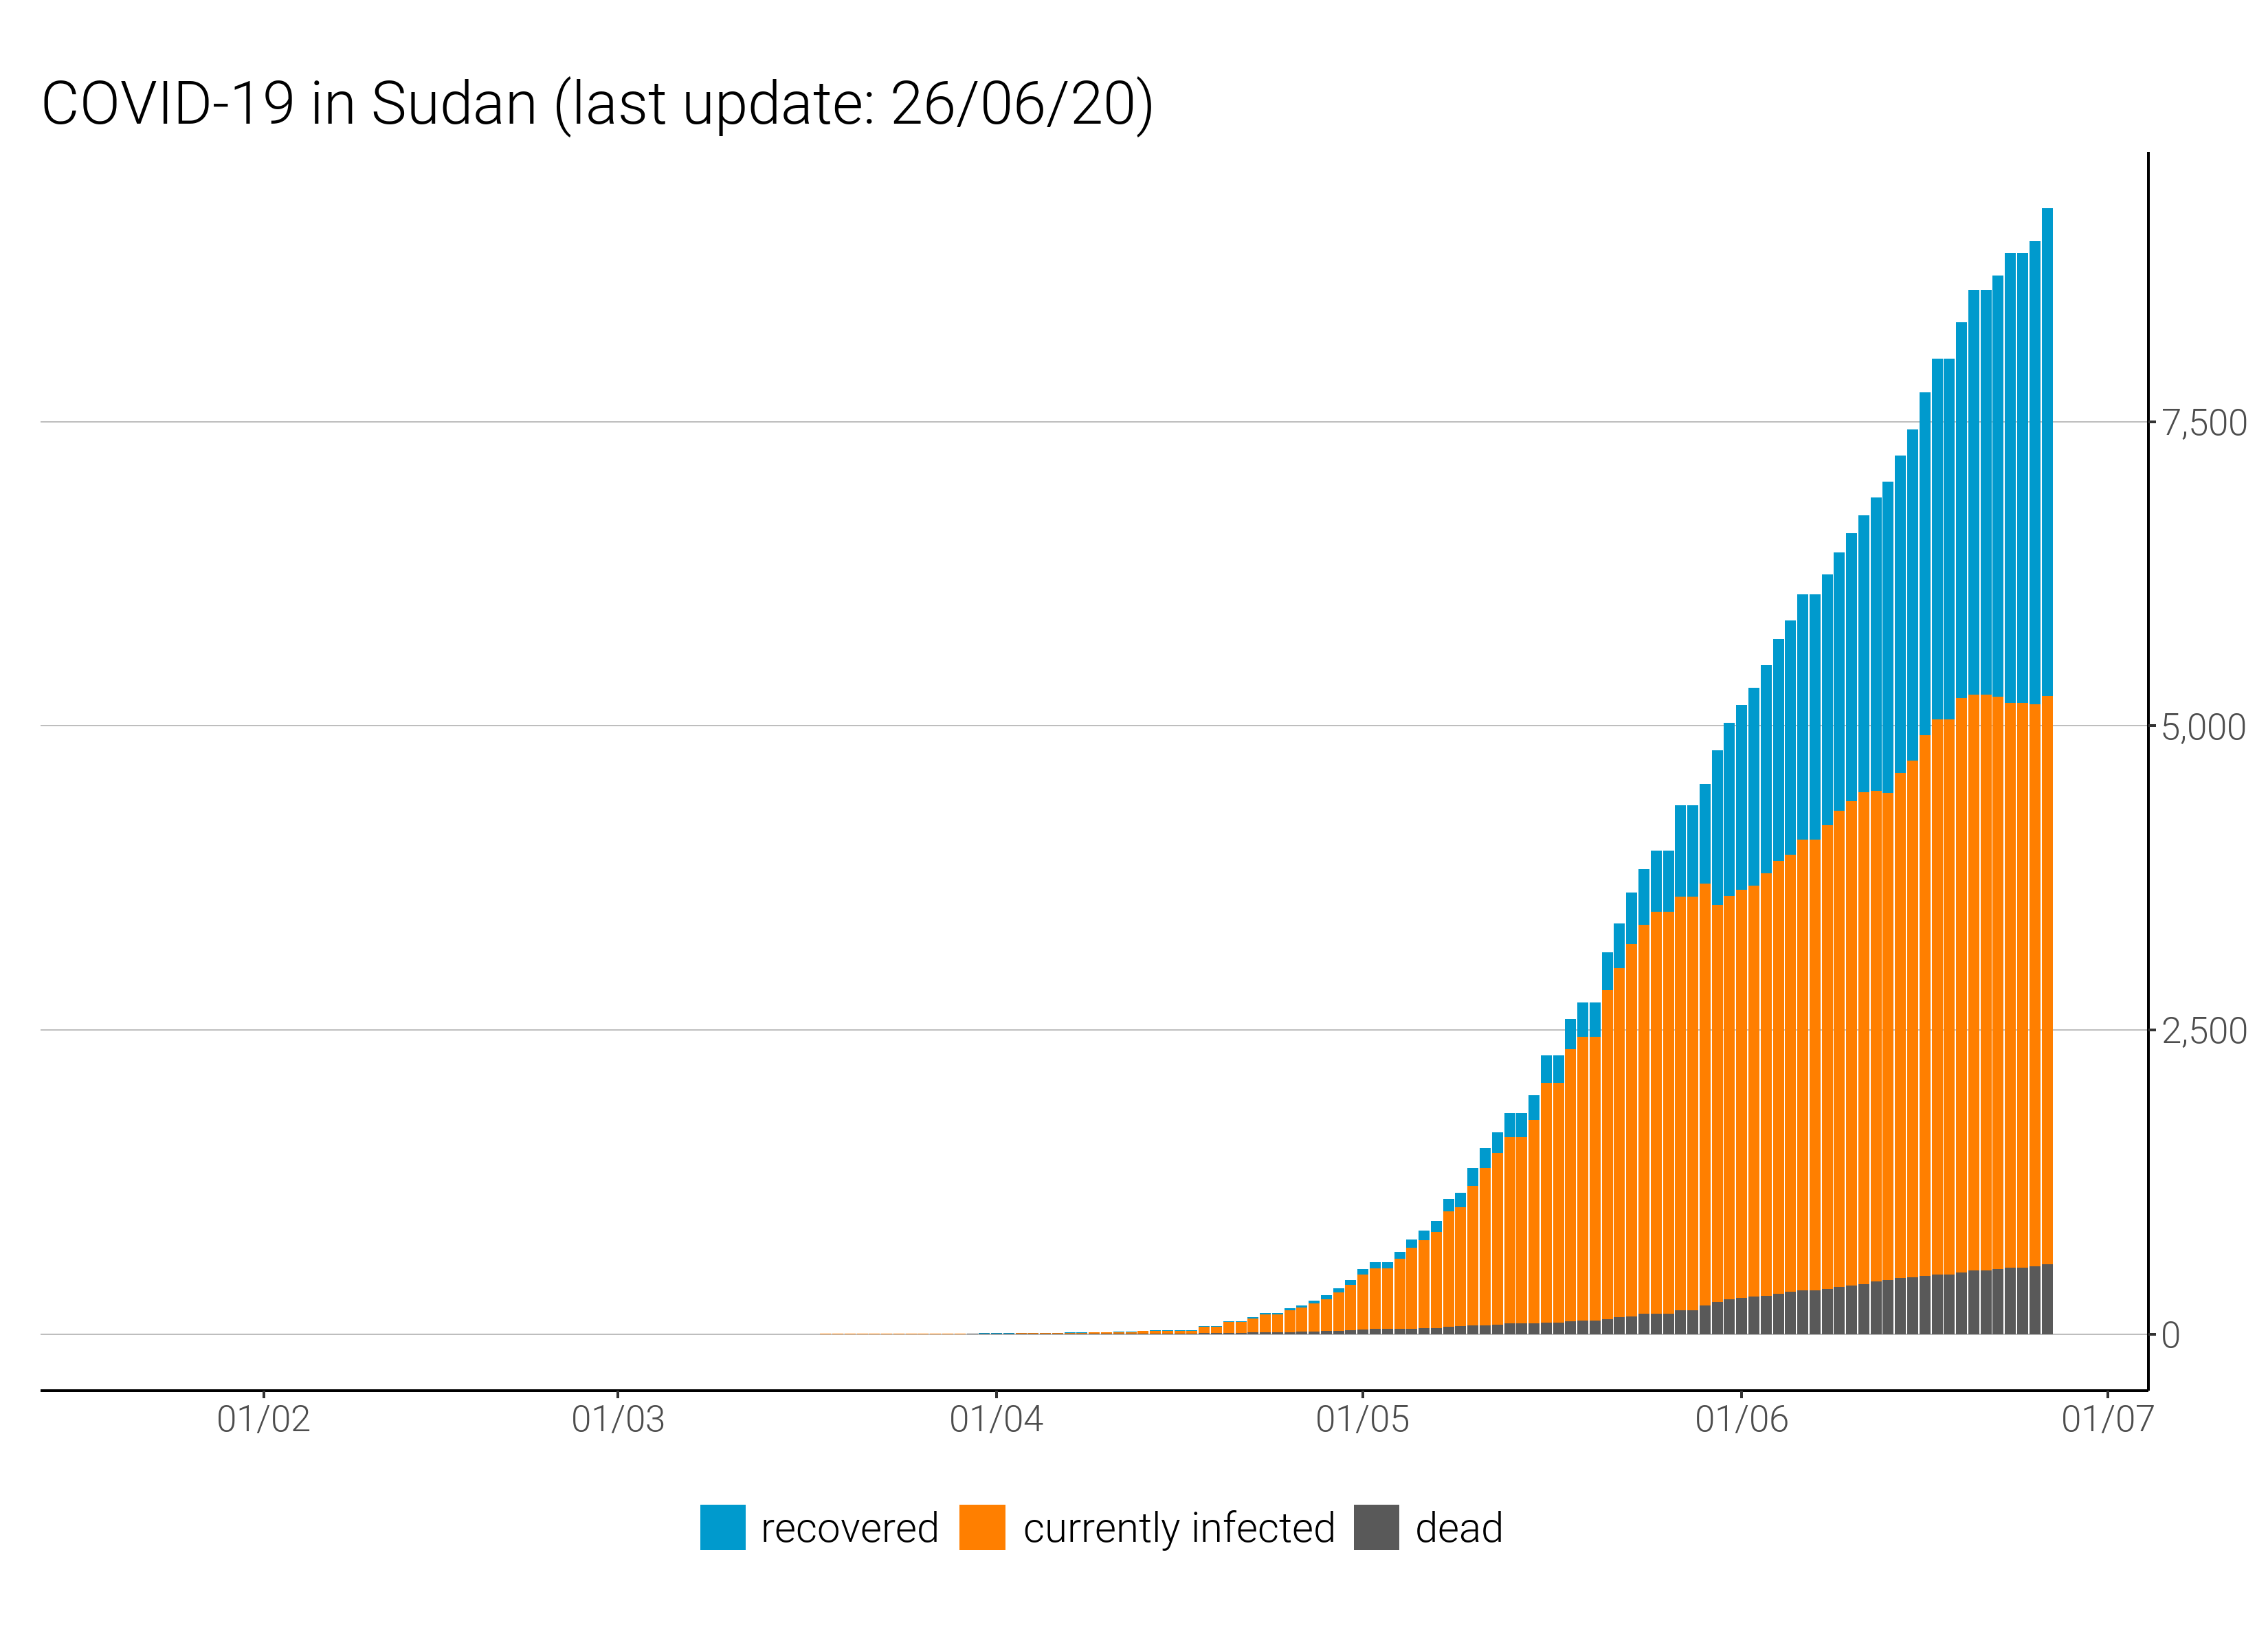 COVID-19 in Sudan (last update: 26/06/20)
7,500
5,000
2,500
0
01/02 01/03 01/04 01/05 01/06 01/07
recovered currently infected dead